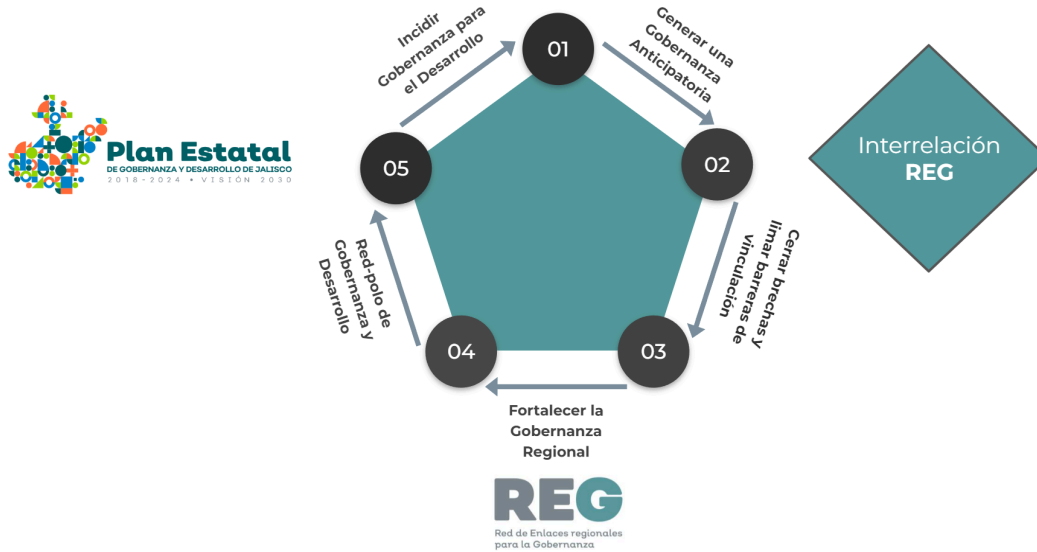 Plan Estatal
DE GOBERNANZA Y DESARROLLO DE JALISCO
2018-2024 • VISIÓN 2030
01
Generar una
Gobernanza
Anticipatoria
02
Cerrar brechas y
limar barreras de
vinculación
03
Fortalecer la
Gobernanza
Regional
04
Red-polo de
Gobernanza y
Desarrollo
05
Incidir
Gobernanza para
el Desarrollo
Interrelación
REG
REG
Red de Enlaces regionales
para la Gobernanza